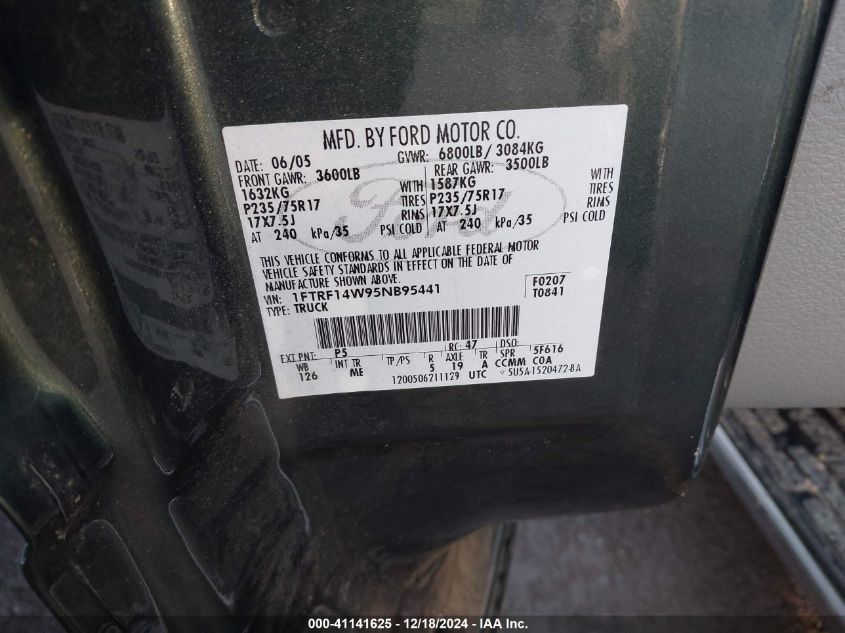 MFD. BY FORD MOTOR CO.
DATE: 06/05 GVWR: 6800LB/ 3084KG
FRONT GAWR: 3600LB REAR GAWR: 3500LB
1632KG WITH 1587KG WITH
P235/75R17 TIRES P235/75R17 TIRES
17X7.5J RIMS 17X7.5J RIMS
AT 240 kPa/35 PSI COLD AT 240 kPa/35 PSI COLD
Ford
THIS VEHICLE CONFORMS TO ALL APPLICABLE FEDERAL MOTOR
VEHICLE SAFETY STANDARDS IN EFFECT ON THE DATE OF
MANUFACTURE SHOWN ABOVE.
VIN: 1FTRF14W95NB95441 F0207
TYPE: TRUCK T0841
EXT PNT: P5 RC: 47 DSO:
WB INT TR TP/PS R AXLE TR SPR 5F616
126 ME 5 19 A CCMM COA
1200506211129 UTC 5U5A-1520472-BA
000-41141625 - 12/18/2024 - IAA Inc.